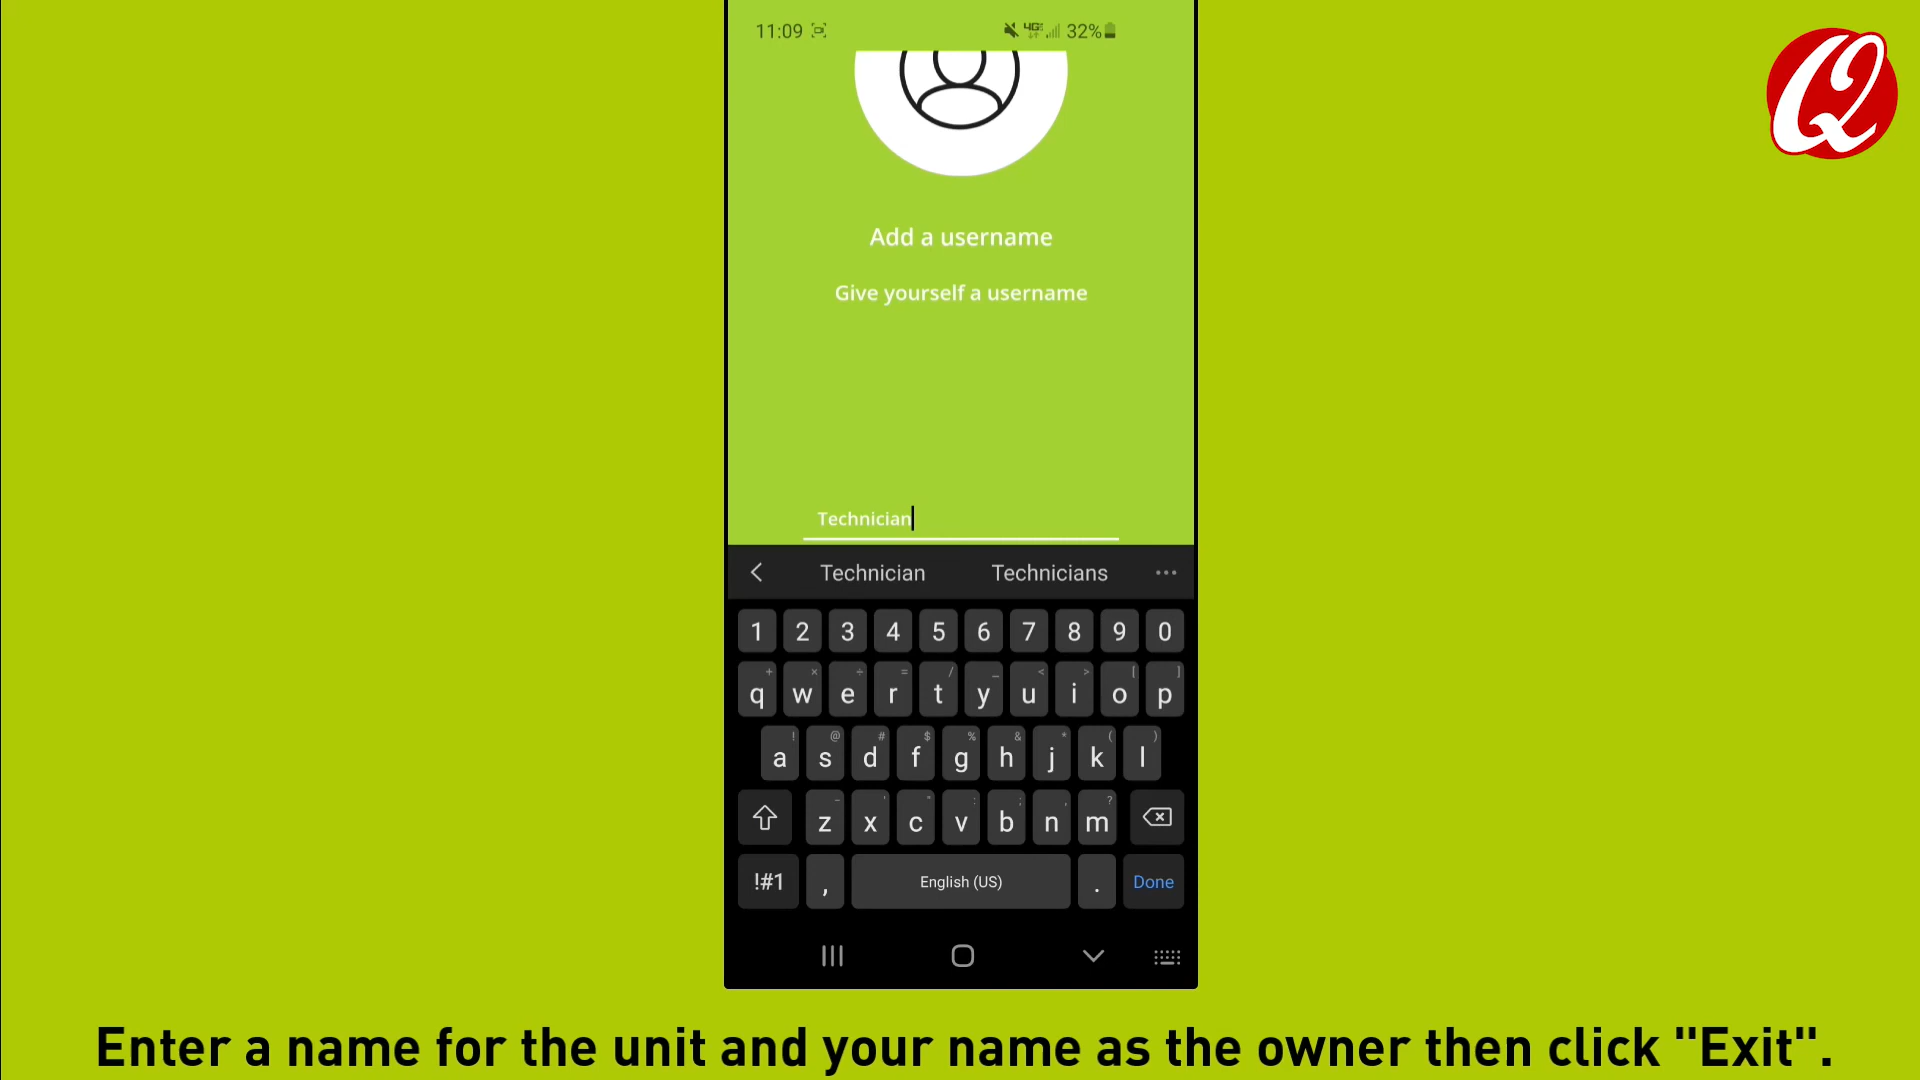 11:09 32%
Add a username
Give yourself a username
Technician
Technician Technicians ...
1 2 3 4 5 6 7 8 9 0
q w e r t y u i o p
a s d f g h j k l
z x c v b n m
!#1 , English (US) . Done
Enter a name for the unit and your name as the owner then click "Exit".